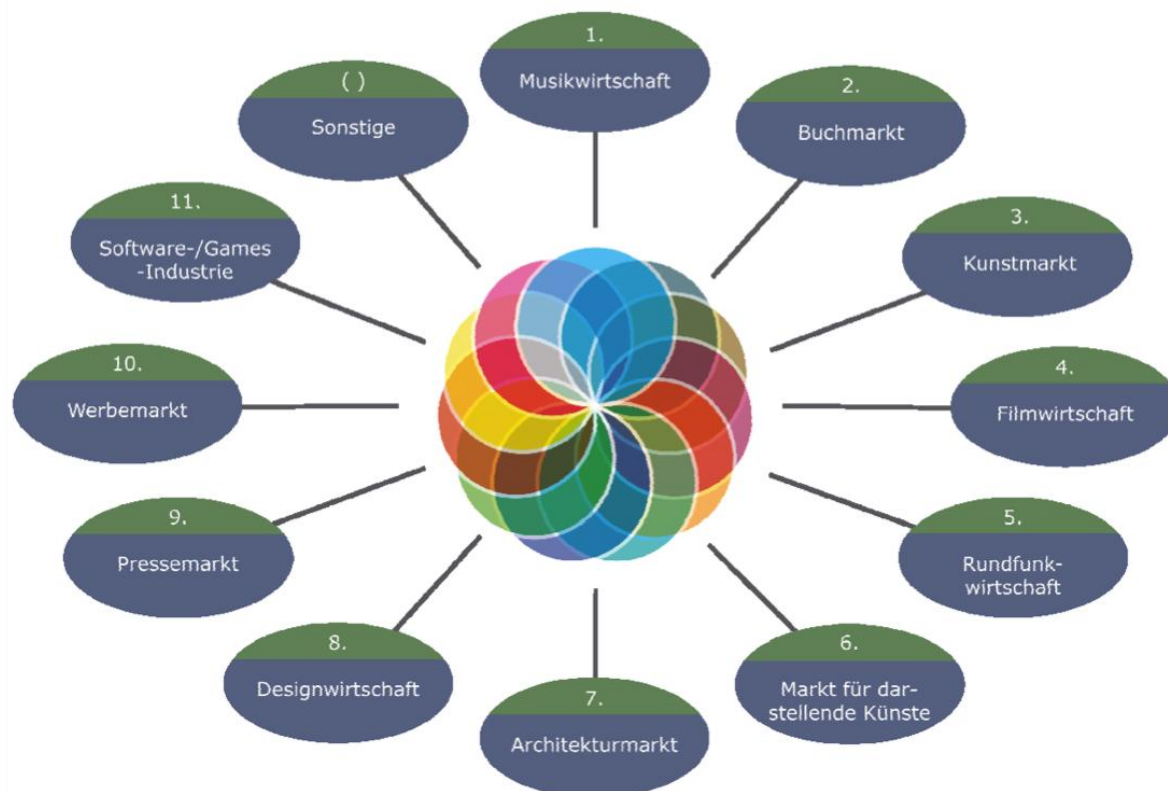 1.
Musikwirtschaft
2.
Buchmarkt
3.
Kunstmarkt
4.
Filmwirtschaft
5.
Rundfunk-
wirtschaft
6.
Markt für dar-
stellende Künste
7.
Architekturmarkt
8.
Designwirtschaft
9.
Pressemarkt
10.
Werbemarkt
11.
Software-/Games
-Industrie
( )
Sonstige